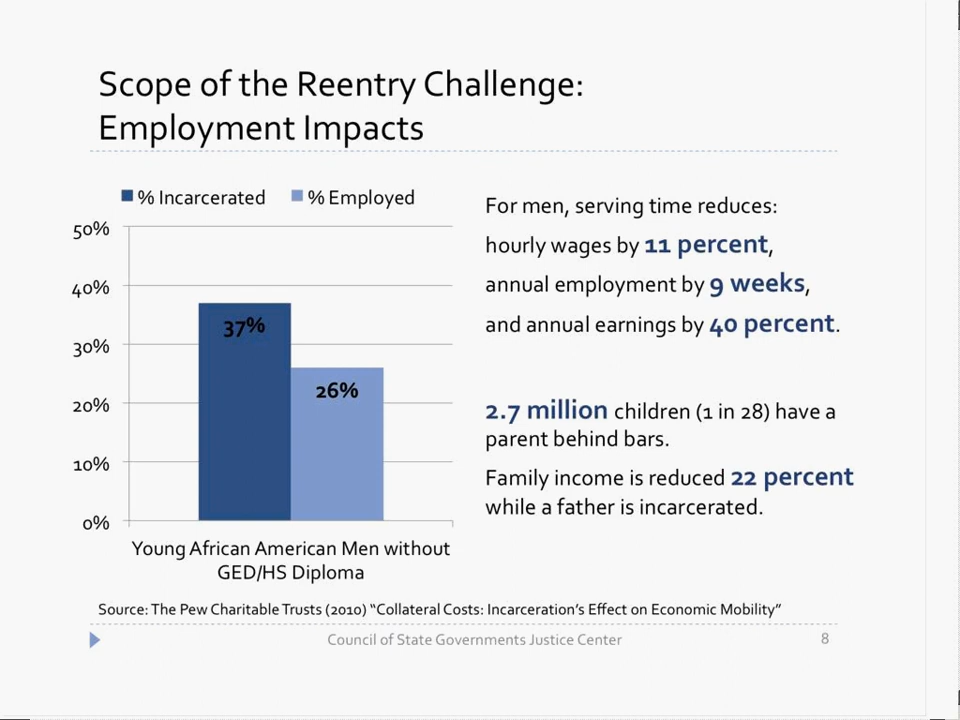 Scope of the Reentry Challenge:
Employment Impacts
% Incarcerated % Employed
50%
40%
30%
20%
10%
0%
37%
26%
Young African American Men without
GED/HS Diploma
For men, serving time reduces:
hourly wages by 11 percent,
annual employment by 9 weeks,
and annual earnings by 40 percent.
2.7 million children (1 in 28) have a
parent behind bars.
Family income is reduced 22 percent
while a father is incarcerated.
Source: The Pew Charitable Trusts (2010) “Collateral Costs: Incarceration’s Effect on Economic Mobility”
Council of State Governments Justice Center
8